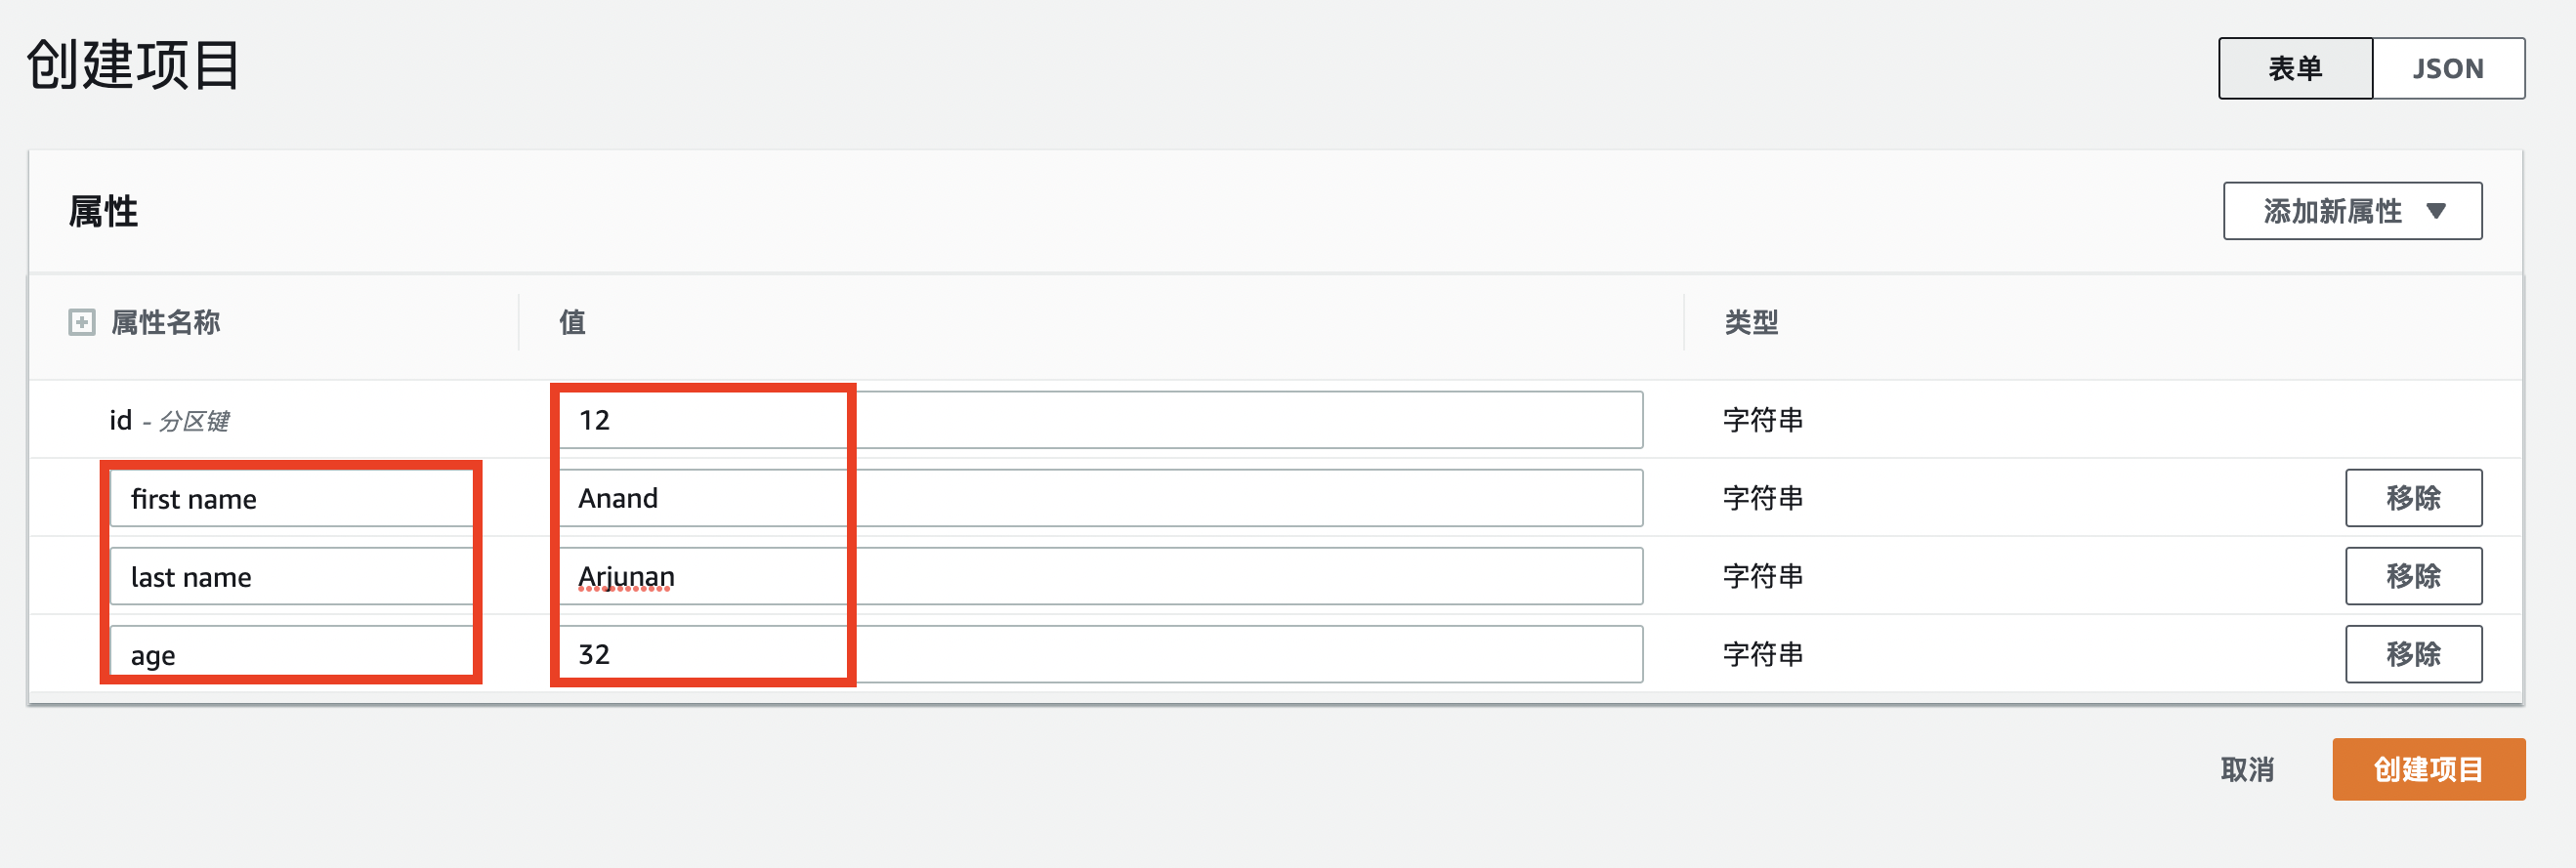 创建项目
表单 JSON
属性
添加新属性
属性名称 值 类型
id - 分区键 12 字符串
first name Anand 字符串 移除
last name Arjunan 字符串 移除
age 32 字符串 移除
取消 创建项目